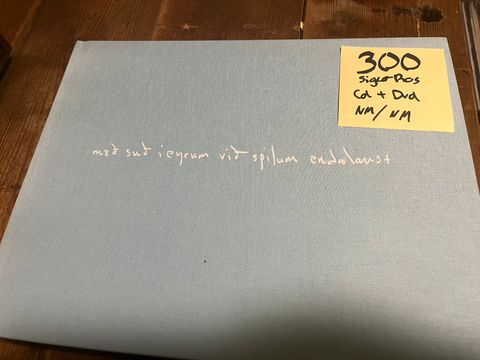 300
Sigur Ros
Cd + Dvd
NM / NM
með suð í eyrum við spilum endalaust